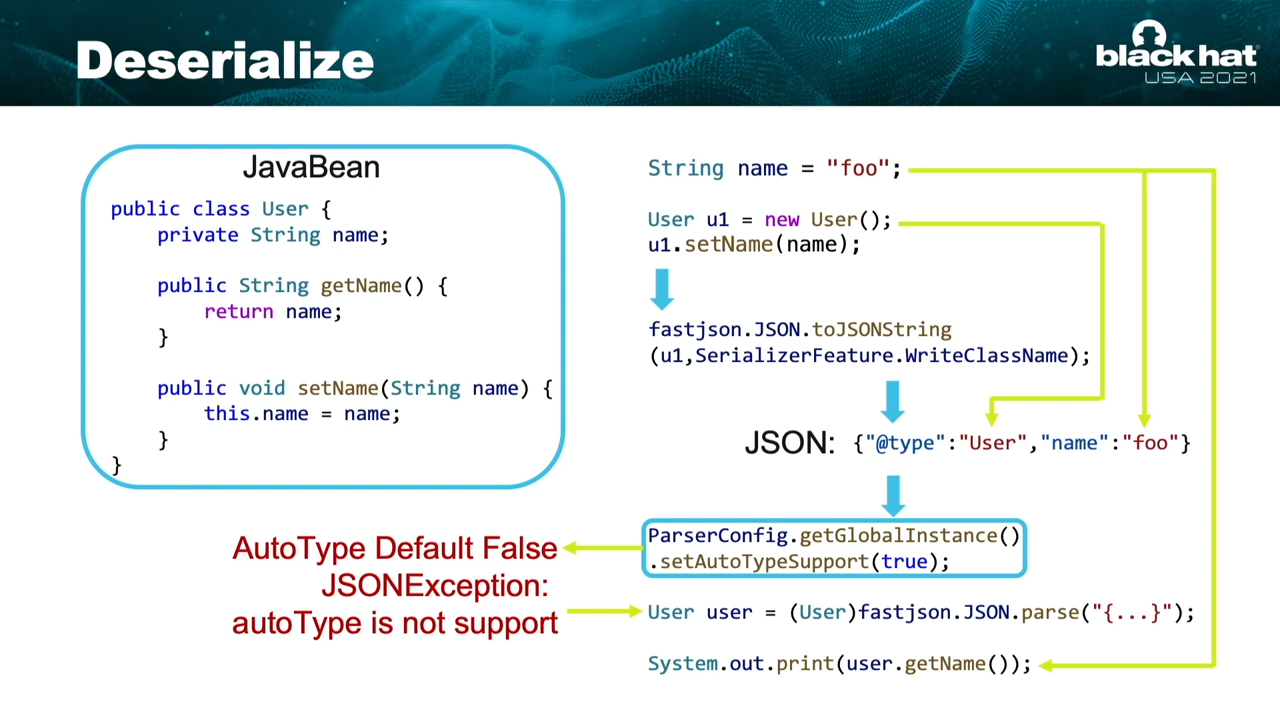 Deserialize
black hat
USA 2021
JavaBean
public class User {
private String name;
public String getName() {
return name;
}
public void setName(String name) {
this.name = name;
}
}
String name = "foo";
User u1 = new User();
u1.setName(name);
fastjson.JSON.toJSONString
(u1,SerializerFeature.WriteClassName);
JSON: {"@type":"User","name":"foo"}
ParserConfig.getGlobalInstance()
.setAutoTypeSupport(true);
AutoType Default False
JSONException:
autoType is not support
User user = (User)fastjson.JSON.parse("{...}");
System.out.print(user.getName());